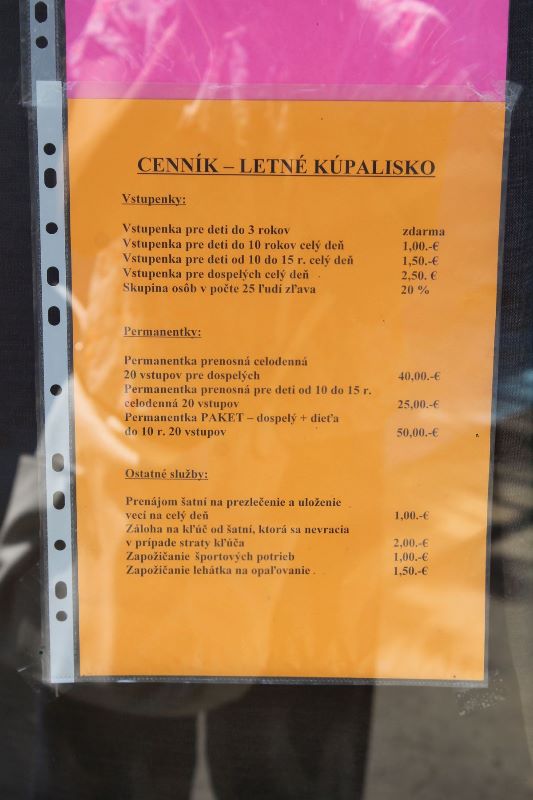 CENNÍK – LETNÉ KÚPALISKO
Vstupenky:
Vstupenka pre deti do 3 rokov zdarma
Vstupenka pre deti do 10 rokov celý deň 1,00.-€
Vstupenka pre deti od 10 do 15 r. celý deň 1,50.-€
Vstupenka pre dospelých celý deň 2,50. €
Skupina osôb v počte 25 ľudí zľava 20 %
Permanentky:
Permanentka prenosná celodenná
20 vstupov pre dospelých 40,00.-€
Permanentka prenosná pre deti od 10 do 15 r.
celodenná 20 vstupov 25,00.-€
Permanentka PAKET – dospelý + dieťa
do 10 r. 20 vstupov 50,00.-€
Ostatné služby:
Prenájom šatní na prezlečenie a uloženie
vecí na celý deň 1,00.-€
Záloha na kľúč od šatní, ktorá sa nevracia
v prípade straty kľúča 2,00.-€
Zapožičanie športových potrieb 1,00.-€
Zapožičanie lehátka na opaľovanie . 1,50.-€